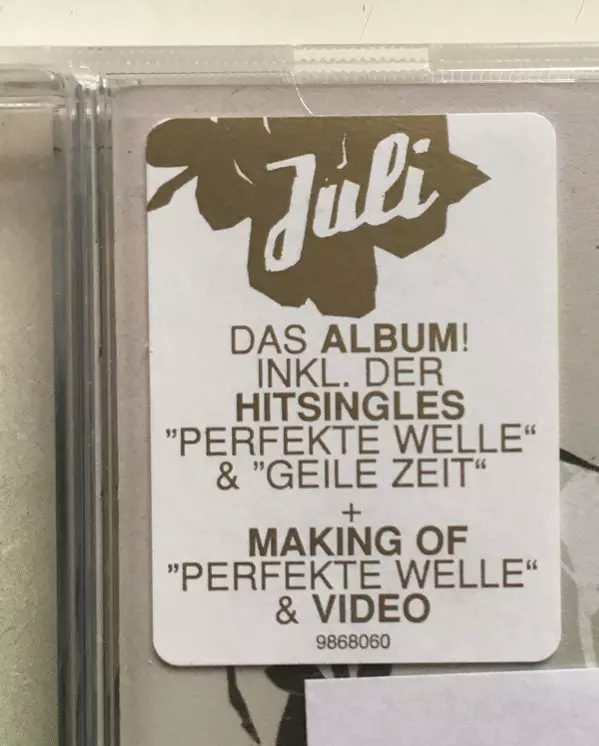 Juli
DAS ALBUM!
INKL. DER
HITSINGLES
”PERFEKTE WELLE“
& ”GEILE ZEIT“
+
MAKING OF
”PERFEKTE WELLE“
& VIDEO
9868060